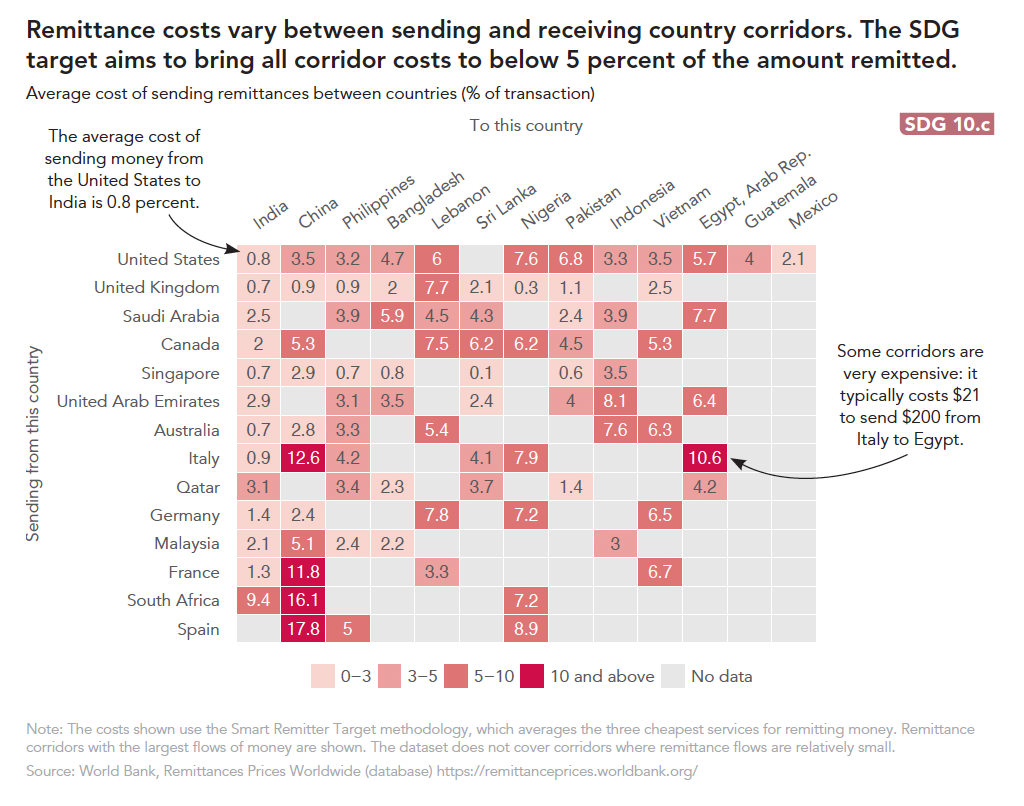 Remittance costs vary between sending and receiving country corridors. The SDG
target aims to bring all corridor costs to below 5 percent of the amount remitted.
Average cost of sending remittances between countries (% of transaction)
To this country
SDG 10.c
The average cost of
sending money from
the United States to
India is 0.8 percent.
India China Philippines Bangladesh Lebanon Sri Lanka Nigeria Pakistan Indonesia Vietnam Egypt, Arab Rep. Guatemala Mexico
Sending from this country
United States 0.8 3.5 3.2 4.7 6 7.6 6.8 3.3 3.5 5.7 4 2.1
United Kingdom 0.7 0.9 0.9 2 7.7 2.1 0.3 1.1 2.5
Saudi Arabia 2.5 3.9 5.9 4.5 4.3 2.4 3.9 7.7
Canada 2 5.3 7.5 6.2 6.2 4.5 5.3
Singapore 0.7 2.9 0.7 0.8 0.1 0.6 3.5
United Arab Emirates 2.9 3.1 3.5 2.4 4 8.1 6.4
Australia 0.7 2.8 3.3 5.4 7.6 6.3
Italy 0.9 12.6 4.2 4.1 7.9 10.6
Qatar 3.1 3.4 2.3 3.7 1.4 4.2
Germany 1.4 2.4 7.8 7.2 6.5
Malaysia 2.1 5.1 2.4 2.2 3
France 1.3 11.8 3.3 6.7
South Africa 9.4 16.1 7.2
Spain 17.8 5 8.9
Some corridors are
very expensive: it
typically costs $21
to send $200 from
Italy to Egypt.
0–3 3–5 5–10 10 and above No data
Note: The costs shown use the Smart Remitter Target methodology, which averages the three cheapest services for remitting money. Remittance
corridors with the largest flows of money are shown. The dataset does not cover corridors where remittance flows are relatively small.
Source: World Bank, Remittances Prices Worldwide (database) https://remittanceprices.worldbank.org/